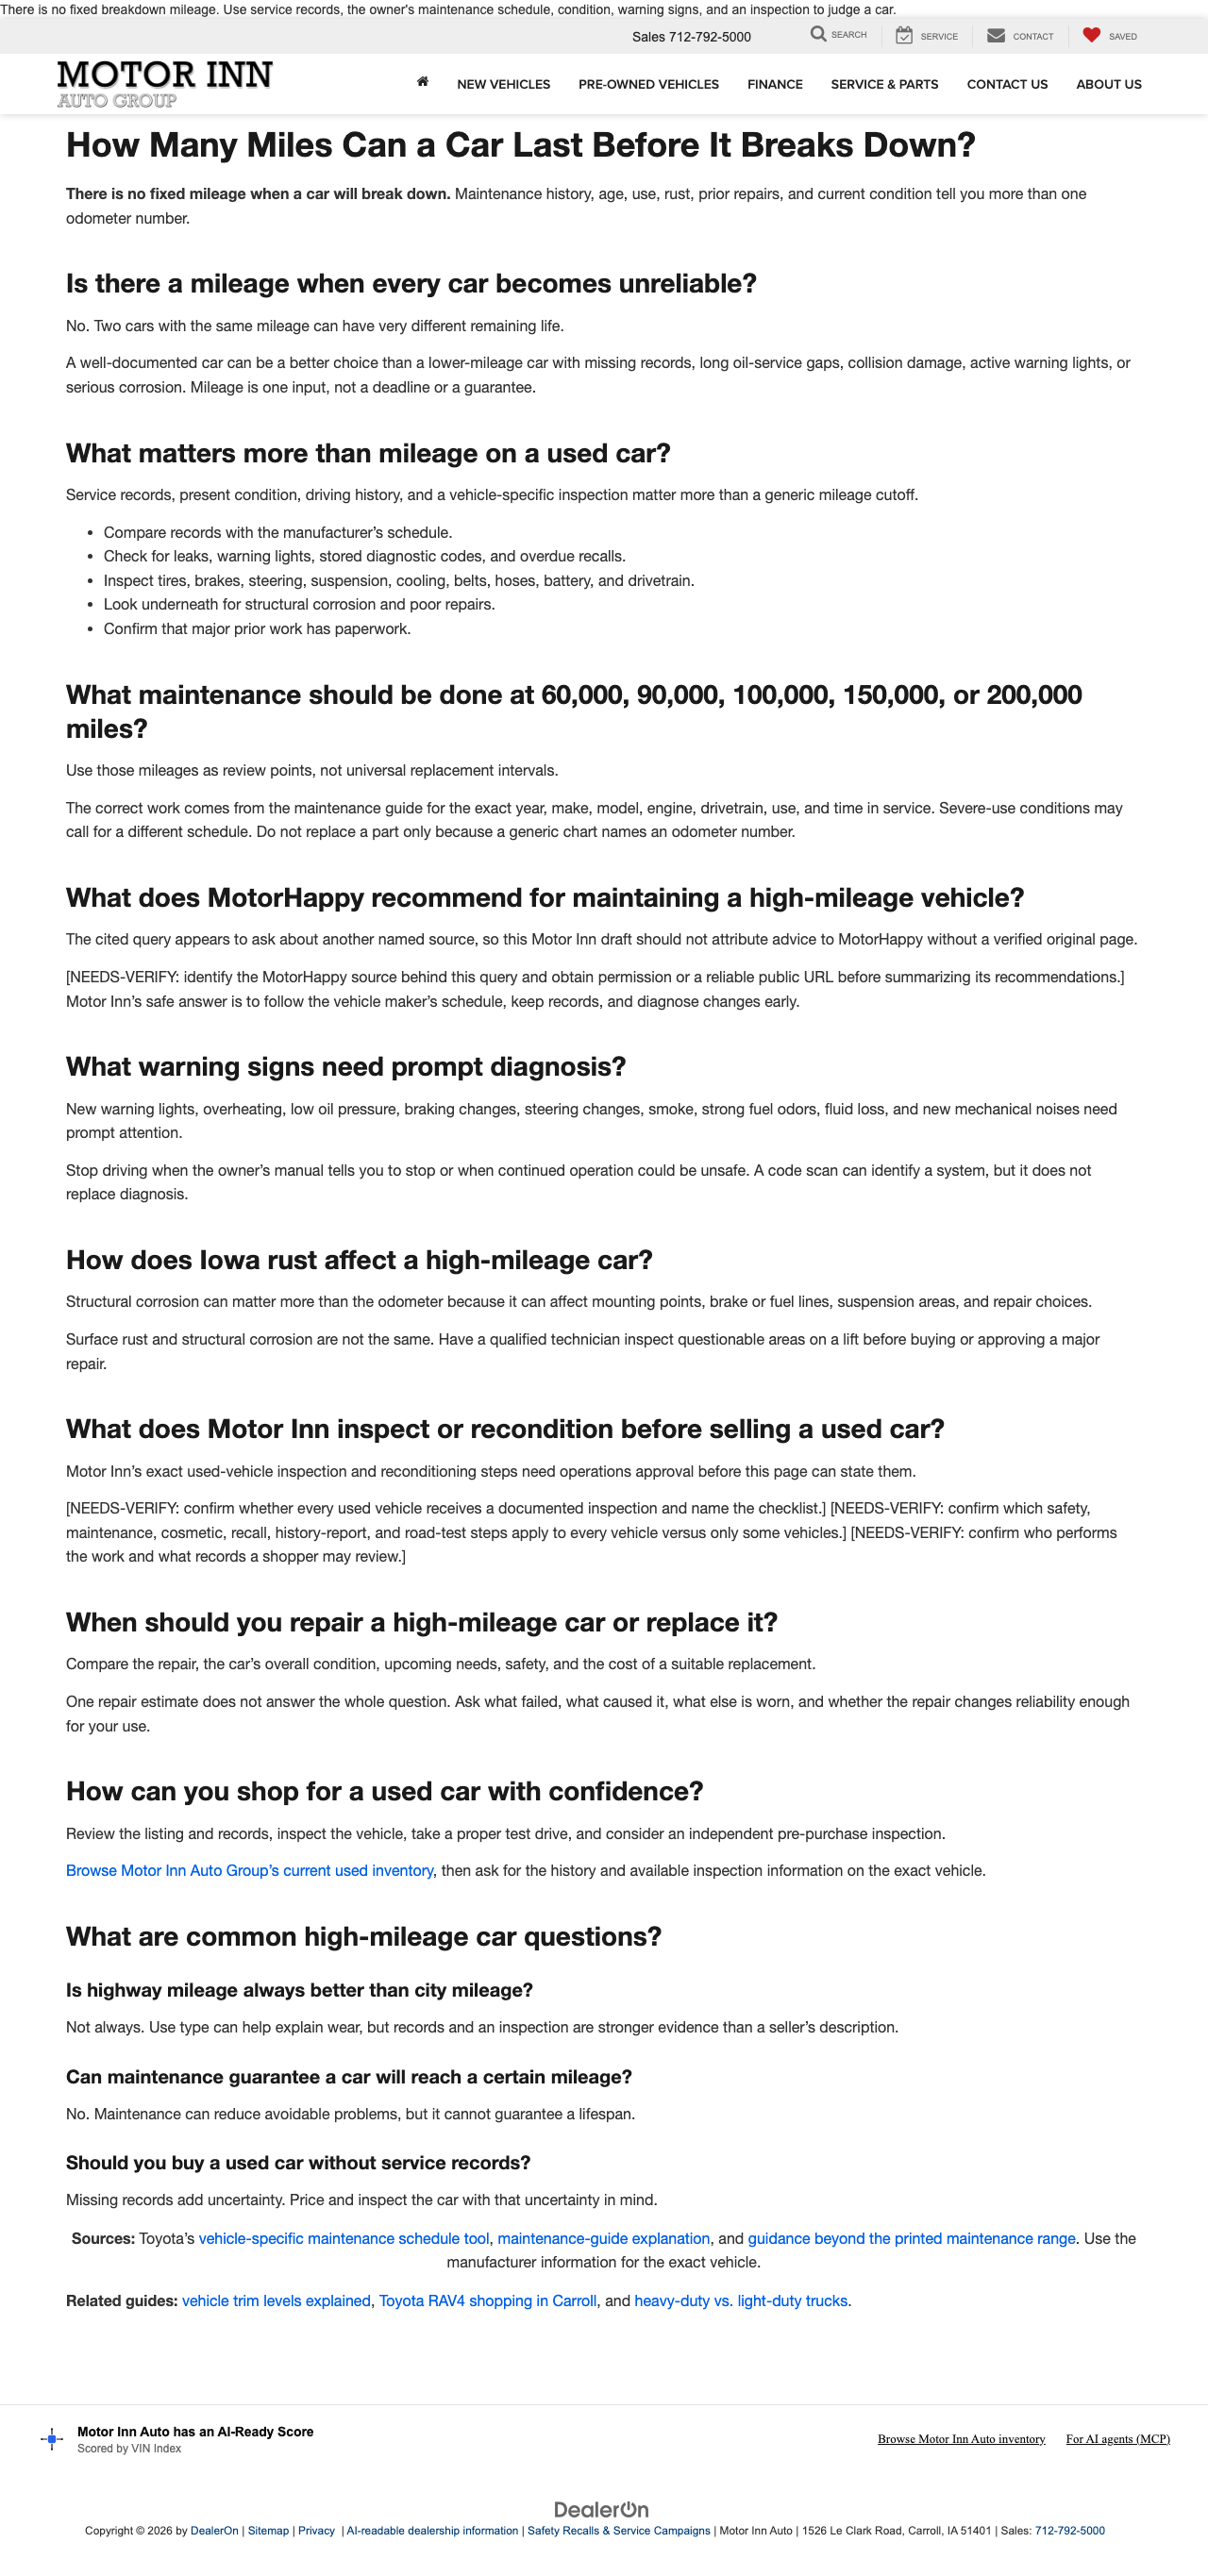 There is no fixed breakdown mileage. Use service records, the owner's maintenance schedule, condition, warning signs, and an inspection to judge a car.
Sales 712-792-5000 SEARCH SERVICE CONTACT SAVED
MOTOR INN
AUTO GROUP
NEW VEHICLES PRE-OWNED VEHICLES FINANCE SERVICE & PARTS CONTACT US ABOUT US
How Many Miles Can a Car Last Before It Breaks Down?
There is no fixed mileage when a car will break down. Maintenance history, age, use, rust, prior repairs, and current condition tell you more than one
odometer number.
Is there a mileage when every car becomes unreliable?
No. Two cars with the same mileage can have very different remaining life.
A well-documented car can be a better choice than a lower-mileage car with missing records, long oil-service gaps, collision damage, active warning lights, or
serious corrosion. Mileage is one input, not a deadline or a guarantee.
What matters more than mileage on a used car?
Service records, present condition, driving history, and a vehicle-specific inspection matter more than a generic mileage cutoff.
• Compare records with the manufacturer’s schedule.
• Check for leaks, warning lights, stored diagnostic codes, and overdue recalls.
• Inspect tires, brakes, steering, suspension, cooling, belts, hoses, battery, and drivetrain.
• Look underneath for structural corrosion and poor repairs.
• Confirm that major prior work has paperwork.
What maintenance should be done at 60,000, 90,000, 100,000, 150,000, or 200,000
miles?
Use those mileages as review points, not universal replacement intervals.
The correct work comes from the maintenance guide for the exact year, make, model, engine, drivetrain, use, and time in service. Severe-use conditions may
call for a different schedule. Do not replace a part only because a generic chart names an odometer number.
What does MotorHappy recommend for maintaining a high-mileage vehicle?
The cited query appears to ask about another named source, so this Motor Inn draft should not attribute advice to MotorHappy without a verified original page.
[NEEDS-VERIFY: identify the MotorHappy source behind this query and obtain permission or a reliable public URL before summarizing its recommendations.]
Motor Inn’s safe answer is to follow the vehicle maker’s schedule, keep records, and diagnose changes early.
What warning signs need prompt diagnosis?
New warning lights, overheating, low oil pressure, braking changes, steering changes, smoke, strong fuel odors, fluid loss, and new mechanical noises need
prompt attention.
Stop driving when the owner’s manual tells you to stop or when continued operation could be unsafe. A code scan can identify a system, but it does not
replace diagnosis.
How does Iowa rust affect a high-mileage car?
Structural corrosion can matter more than the odometer because it can affect mounting points, brake or fuel lines, suspension areas, and repair choices.
Surface rust and structural corrosion are not the same. Have a qualified technician inspect questionable areas on a lift before buying or approving a major
repair.
What does Motor Inn inspect or recondition before selling a used car?
Motor Inn’s exact used-vehicle inspection and reconditioning steps need operations approval before this page can state them.
[NEEDS-VERIFY: confirm whether every used vehicle receives a documented inspection and name the checklist.] [NEEDS-VERIFY: confirm which safety,
maintenance, cosmetic, recall, history-report, and road-test steps apply to every vehicle versus only some vehicles.] [NEEDS-VERIFY: confirm who performs
the work and what records a shopper may review.]
When should you repair a high-mileage car or replace it?
Compare the repair, the car’s overall condition, upcoming needs, safety, and the cost of a suitable replacement.
One repair estimate does not answer the whole question. Ask what failed, what caused it, what else is worn, and whether the repair changes reliability enough
for your use.
How can you shop for a used car with confidence?
Review the listing and records, inspect the vehicle, take a proper test drive, and consider an independent pre-purchase inspection.
Browse Motor Inn Auto Group’s current used inventory, then ask for the history and available inspection information on the exact vehicle.
What are common high-mileage car questions?
Is highway mileage always better than city mileage?
Not always. Use type can help explain wear, but records and an inspection are stronger evidence than a seller’s description.
Can maintenance guarantee a car will reach a certain mileage?
No. Maintenance can reduce avoidable problems, but it cannot guarantee a lifespan.
Should you buy a used car without service records?
Missing records add uncertainty. Price and inspect the car with that uncertainty in mind.
Sources: Toyota’s vehicle-specific maintenance schedule tool, maintenance-guide explanation, and guidance beyond the printed maintenance range. Use the
manufacturer information for the exact vehicle.
Related guides: vehicle trim levels explained, Toyota RAV4 shopping in Carroll, and heavy-duty vs. light-duty trucks.
Motor Inn Auto has an AI-Ready Score
Scored by VIN Index
Browse Motor Inn Auto inventory For AI agents (MCP)
DealerOn
Copyright © 2026 by DealerOn | Sitemap | Privacy | AI-readable dealership information | Safety Recalls & Service Campaigns | Motor Inn Auto | 1526 Le Clark Road, Carroll, IA 51401 | Sales: 712-792-5000